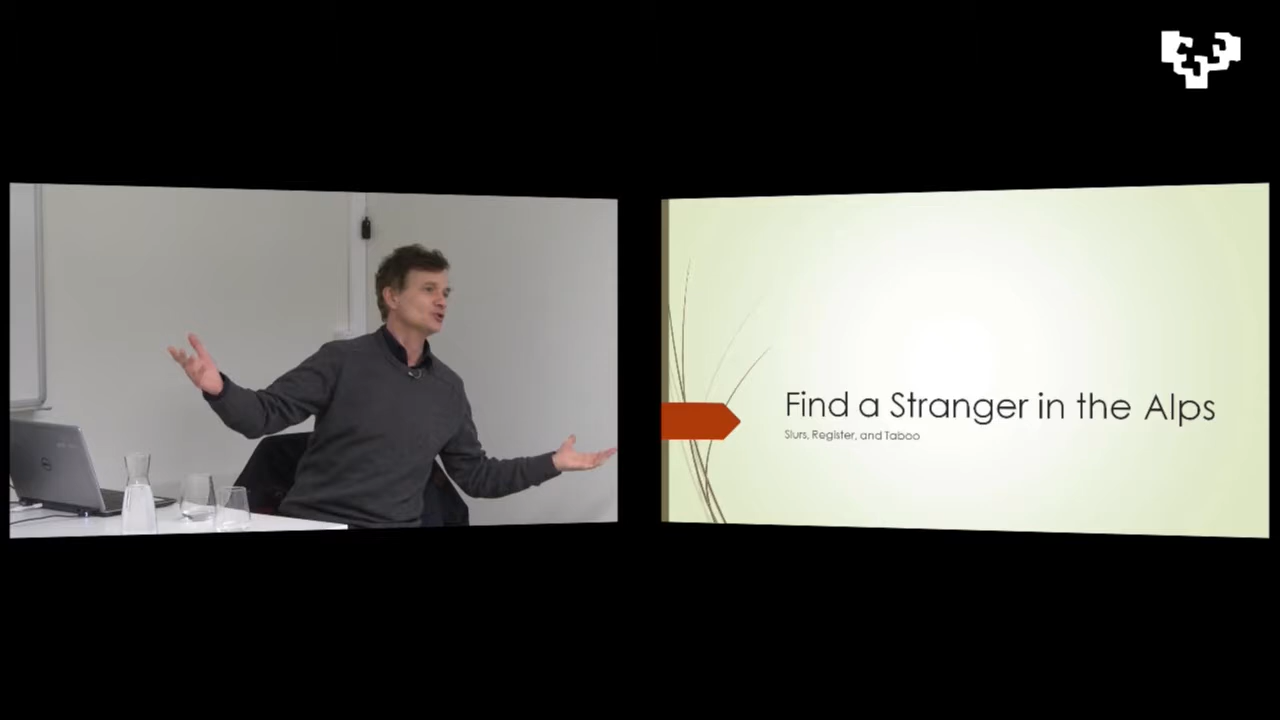 Find a Stranger in the Alps
Slurs, Register, and Taboo